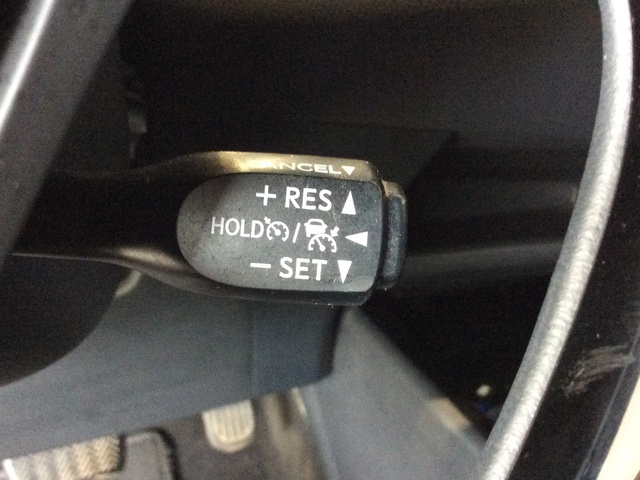 CANCEL
+ RES
HOLD /
− SET